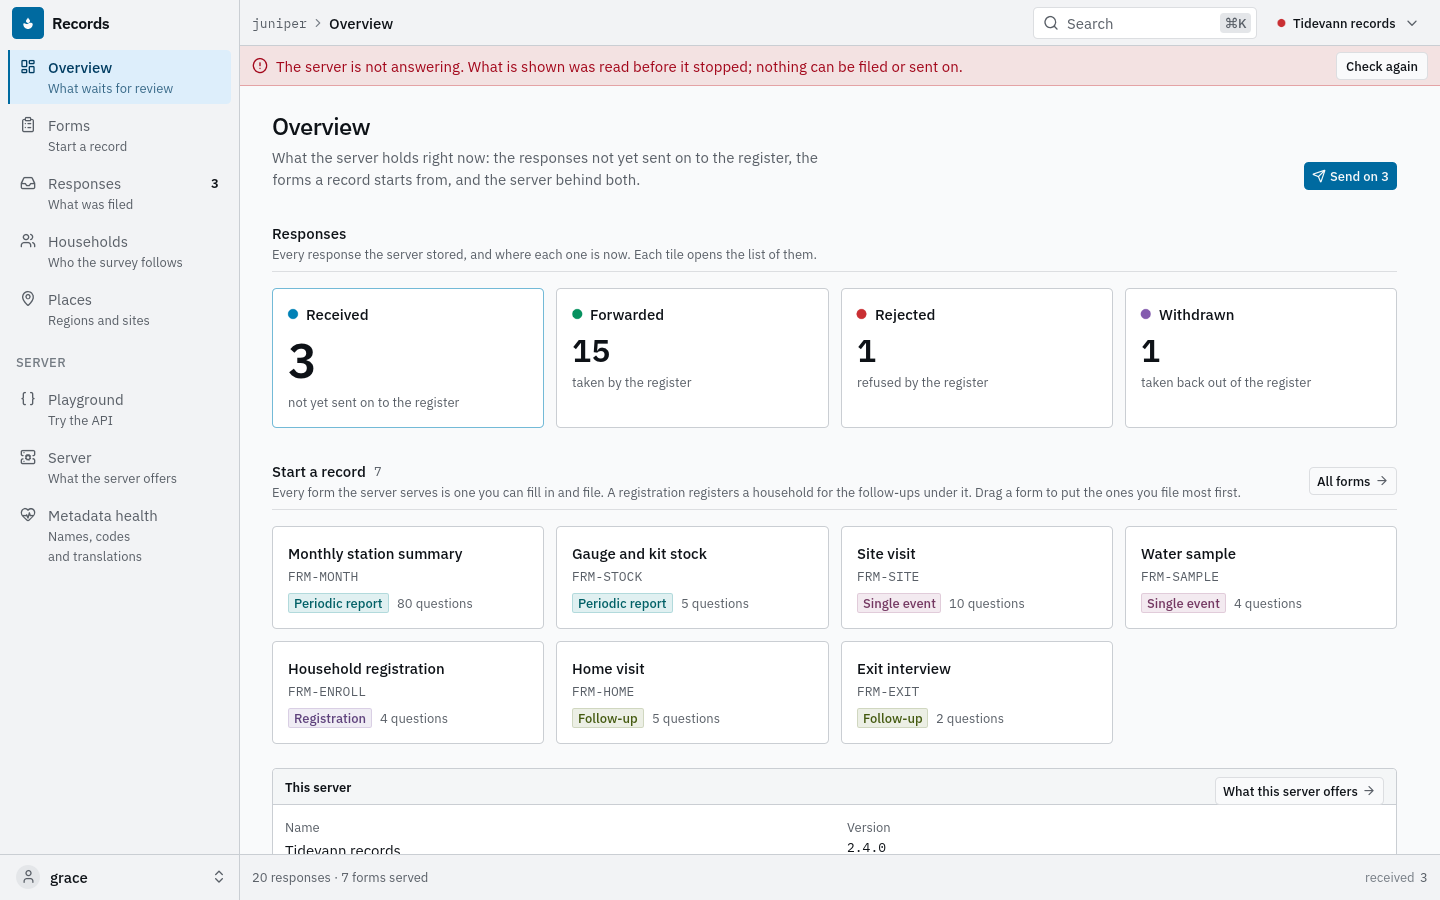 Records
juniper
Overview
Search
⌘K
Tidevann records
The server is not answering. What is shown was read before it stopped; nothing can be filed or sent on.
Check again
Overview
What waits for review
Forms
Start a record
Responses
3
What was filed
Households
Who the survey follows
Places
Regions and sites
SERVER
Playground
Try the API
Server
What the server offers
Metadata health
Names, codes
and translations
grace
Overview
What the server holds right now: the responses not yet sent on to the register, the
forms a record starts from, and the server behind both.
Send on 3
Responses
Every response the server stored, and where each one is now. Each tile opens the list of them.
Received
3
not yet sent on to the register
Forwarded
15
taken by the register
Rejected
1
refused by the register
Withdrawn
1
taken back out of the register
Start a record 7
Every form the server serves is one you can fill in and file. A registration registers a household for the follow-ups under it. Drag a form to put the ones you file most first.
All forms
Monthly station summary
FRM-MONTH
Periodic report 80 questions
Gauge and kit stock
FRM-STOCK
Periodic report 5 questions
Site visit
FRM-SITE
Single event 10 questions
Water sample
FRM-SAMPLE
Single event 4 questions
Household registration
FRM-ENROLL
Registration 4 questions
Home visit
FRM-HOME
Follow-up 5 questions
Exit interview
FRM-EXIT
Follow-up 2 questions
This server
What this server offers
Name
Tidevann records
Version
2.4.0
20 responses · 7 forms served
received 3